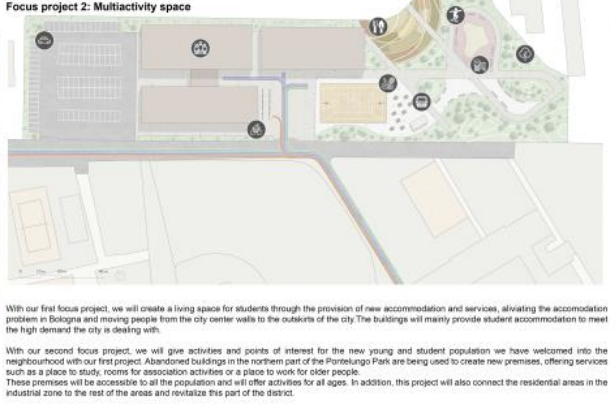 Focus project 2: Multiactivity space
With our first focus project, we will create a living space for students through the provision of new accommodation and services, aliviating the accomodation
problem in Bologna and moving people from the city center walls to the outskirts of the city.The buildings will mainly provide student accommodation to meet
the high demand the city is dealing with.
With our second focus project, we will give activities and points of interest for the new young and student population we have welcomed into the
neighbourhood with our first project. Abandoned buildings in the northern part of the Pontelungo Park are being used to create new premises, offering services
such as a place to study, rooms for association activities or a place to work for older people.
These premises will be accessible to all the population and will offer activities for all ages. In addition, this project will also connect the residential areas in the
industrial zone to the rest of the areas and revitalize this part of the district.